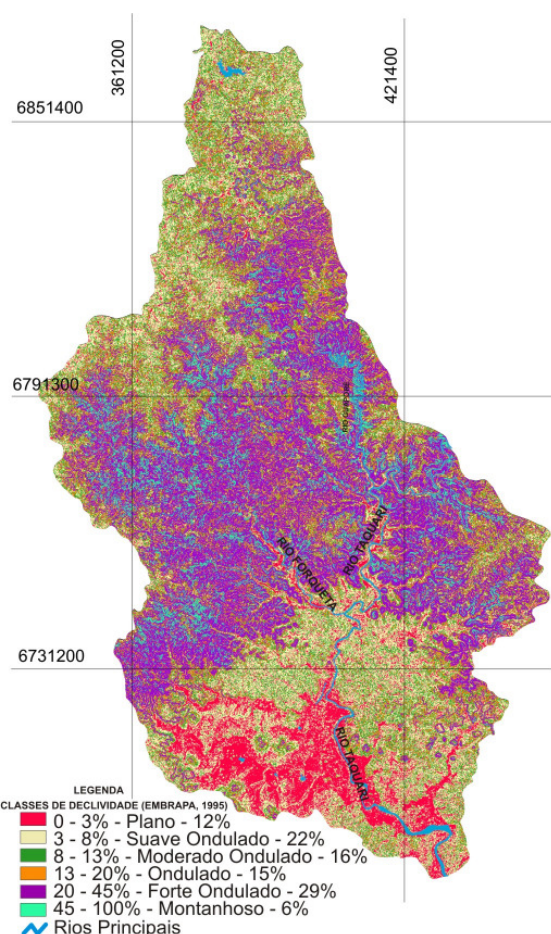 361200
421400
6851400
6791300
RIO FORQUETA
RIO TAQUARI
6731200
RIO TAQUARI
LEGENDA
CLASSES DE DECLIVIDADE (EMBRAPA, 1995)
0 - 3% - Plano - 12%
3 - 8% - Suave Ondulado - 22%
8 - 13% - Moderado Ondulado - 16%
13 - 20% - Ondulado - 15%
20 - 45% - Forte Ondulado - 29%
45 - 100% - Montanhoso - 6%
Rios Principais